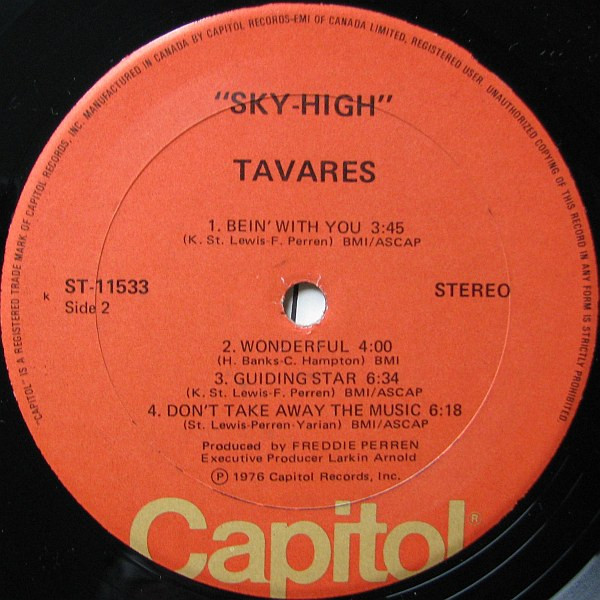 "CAPITOL" IS A REGISTERED TRADE MARK OF CAPITOL RECORDS, INC. MANUFACTURED IN CANADA BY CAPITOL RECORDS-EMI OF CANADA LIMITED, REGISTERED USER. UNAUTHORIZED COPYING OF THIS RECORD IN ANY FORM IS STRICTLY PROHIBITED.
"SKY-HIGH"
TAVARES
1. BEIN' WITH YOU 3:45
(K. St. Lewis-F. Perren) BMI/ASCAP
K ST-11533 STEREO
Side 2
2. WONDERFUL 4:00
(H. Banks-C. Hampton) BMI
3. GUIDING STAR 6:34
(K. St. Lewis-F. Perren) BMI/ASCAP
4. DON'T TAKE AWAY THE MUSIC 6:18
(St. Lewis-Perren-Yarian) BMI/ASCAP
Produced by FREDDIE PERREN
Executive Producer Larkin Arnold
Ⓟ 1976 Capitol Records, Inc.
Capitol®